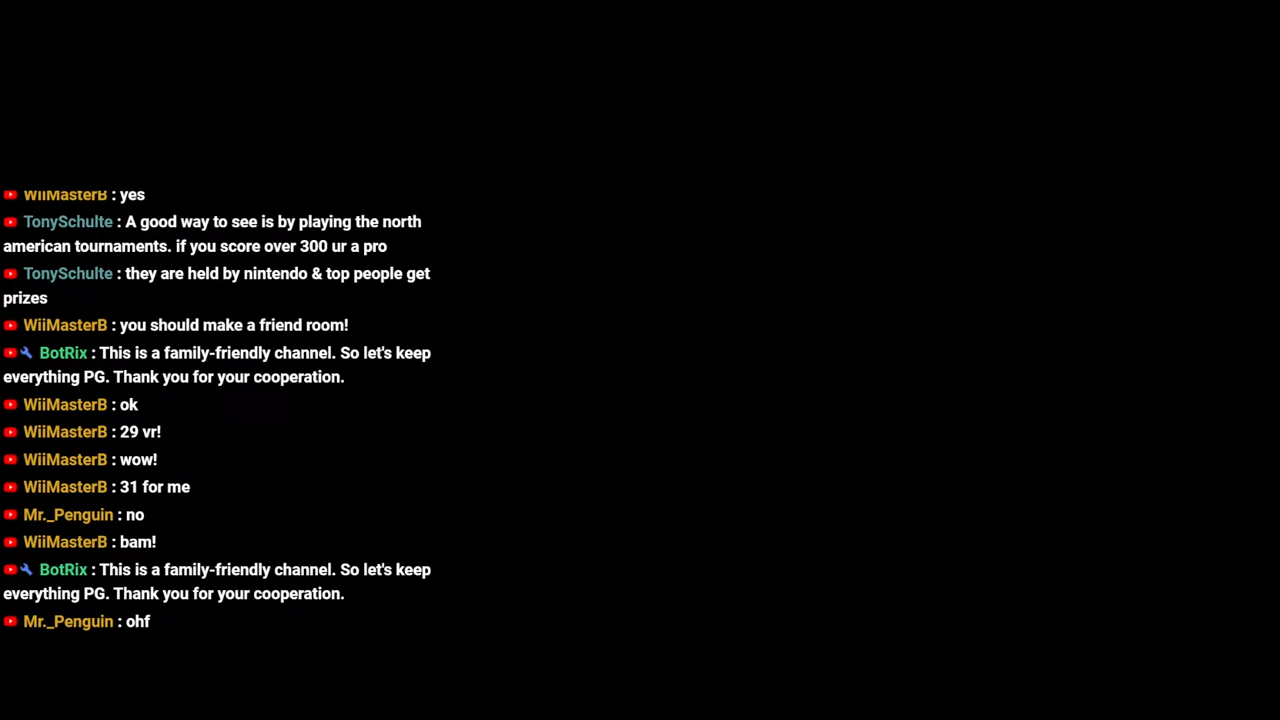 WiiMasterB : yes
TonySchulte : A good way to see is by playing the north
american tournaments. if you score over 300 ur a pro
TonySchulte : they are held by nintendo & top people get
prizes
WiiMasterB : you should make a friend room!
BotRix : This is a family-friendly channel. So let's keep
everything PG. Thank you for your cooperation.
WiiMasterB : ok
WiiMasterB : 29 vr!
WiiMasterB : wow!
WiiMasterB : 31 for me
Mr._Penguin : no
WiiMasterB : bam!
BotRix : This is a family-friendly channel. So let's keep
everything PG. Thank you for your cooperation.
Mr._Penguin : ohf